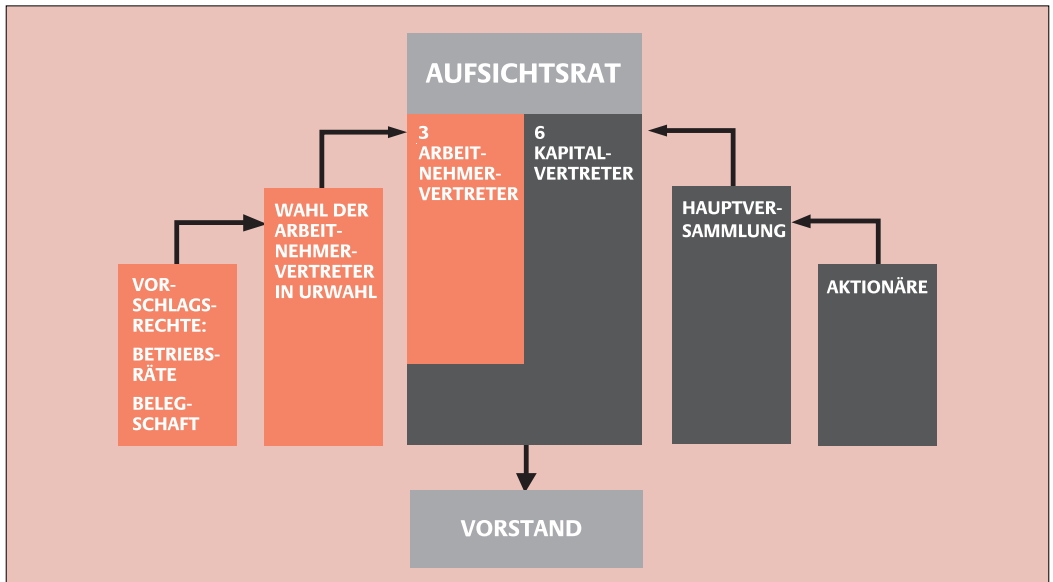 AUFSICHTSRAT
3
ARBEIT-
NEHMER-
VERTRETER
6
KAPITAL-
VERTRETER
WAHL DER
ARBEIT-
NEHMER-
VERTRETER
IN URWAHL
VOR-
SCHLAGS-
RECHTE:
BETRIEBS-
RÄTE
BELEG-
SCHAFT
HAUPTVER-
SAMMLUNG
AKTIONÄRE
VORSTAND